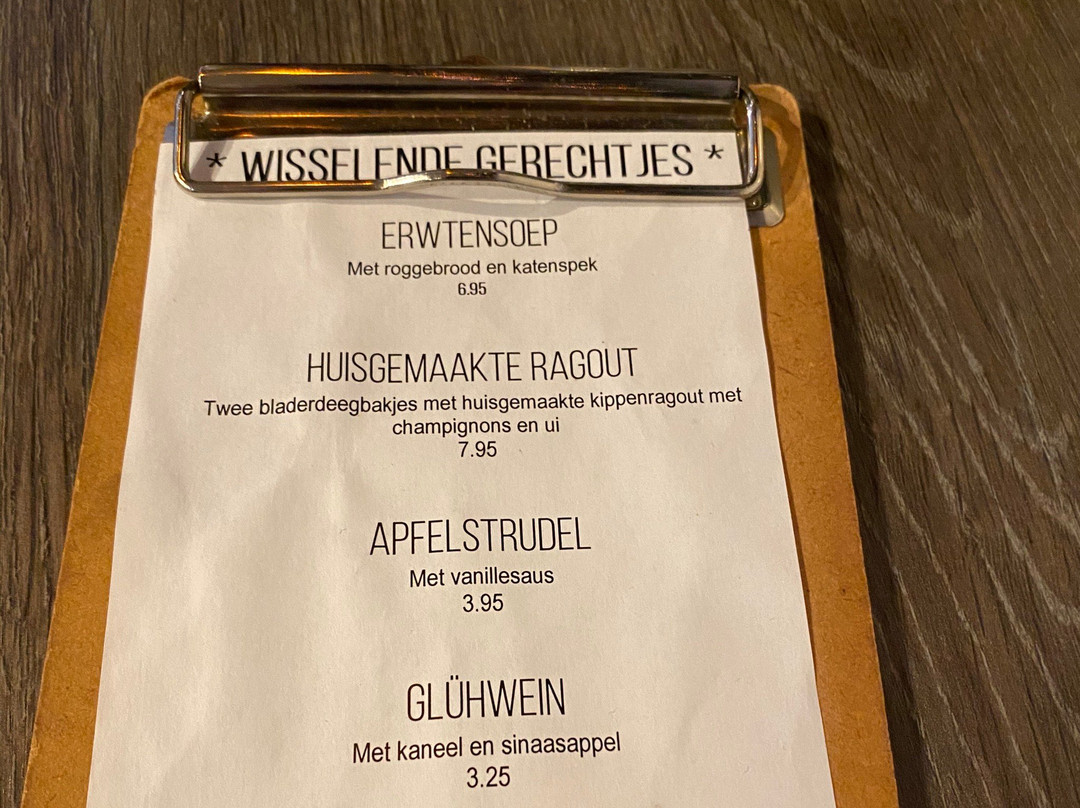 * WISSELENDE GERECHTJES *
ERWTENSOEP
Met roggebrood en katenspek
6.95
HUISGEMAAKTE RAGOUT
Twee bladerdeegbakjes met huisgemaakte kippenragout met
champignons en ui
7.95
APFELSTRUDEL
Met vanillesaus
3.95
GLÜHWEIN
Met kaneel en sinaasappel
3.25